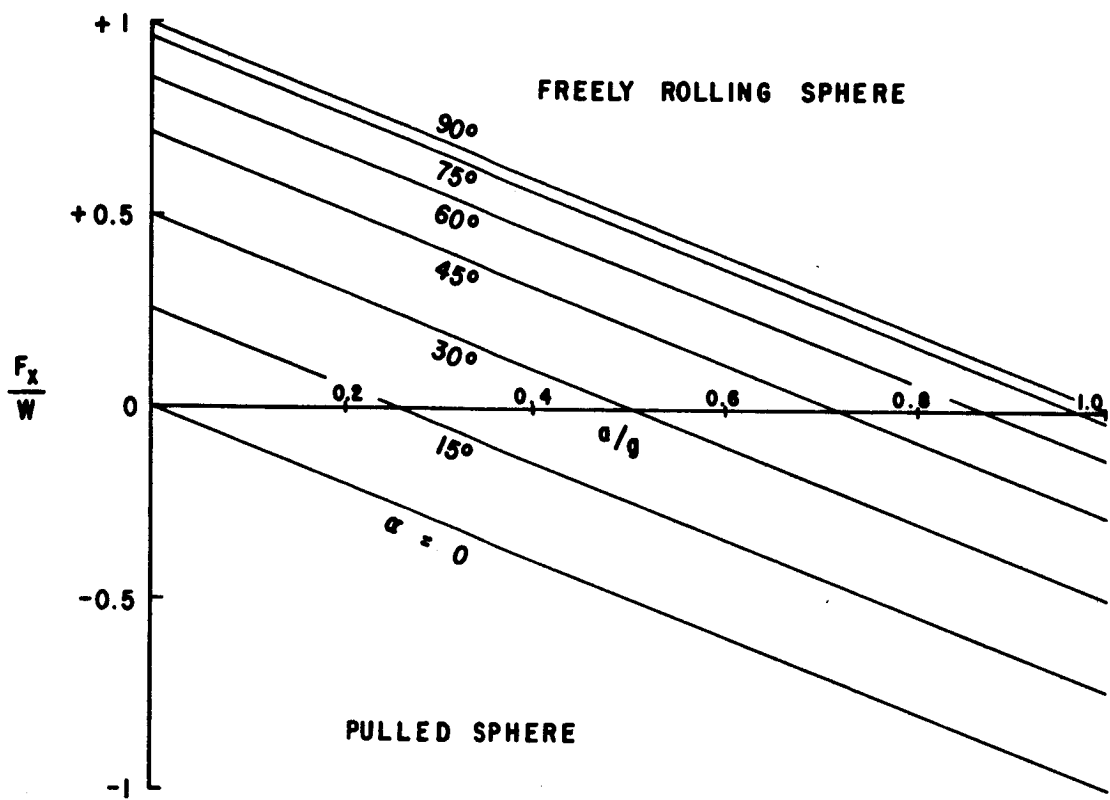 +1
FREELY ROLLING SPHERE
90°
75°
60°
+0.5
45°
30°
Fx
W
0
0.2
0.4
0.6
0.8
1.0
a/g
15°
α = 0
-0.5
PULLED SPHERE
-1